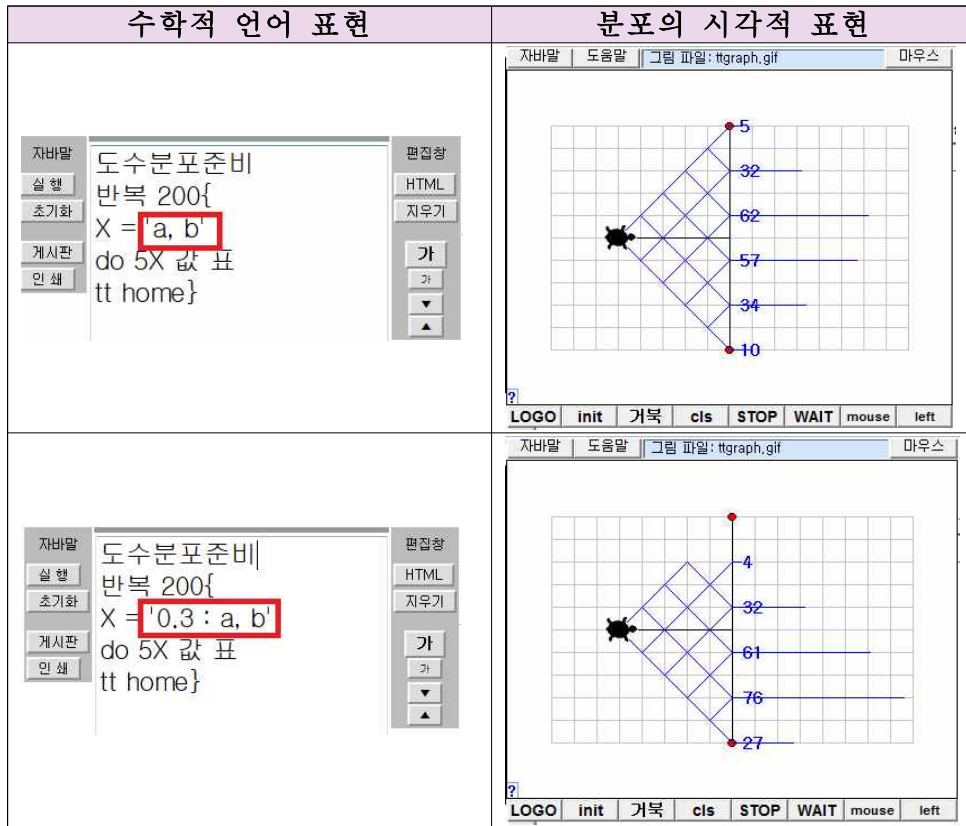 수학적 언어 표현
분포의 시각적 표현
자바말
실 행
초기화
게시판
인 쇄
도수분포준비
반복 200{
X = 'a, b'
do 5X 값 표
tt home}
편집창
HTML
지우기
가
가
▼
▲
자바말 도움말 그림 파일: ttgraph.gif 마우스
5
32
62
57
34
10
?
LOGO init 거북 cls STOP WAIT mouse left
자바말
실 행
초기화
게시판
인 쇄
도수분포준비
반복 200{
X = '0.3 : a, b'
do 5X 값 표
tt home}
편집창
HTML
지우기
가
가
▼
▲
자바말 도움말 그림 파일: ttgraph.gif 마우스
4
32
61
76
27
?
LOGO init 거북 cls STOP WAIT mouse left